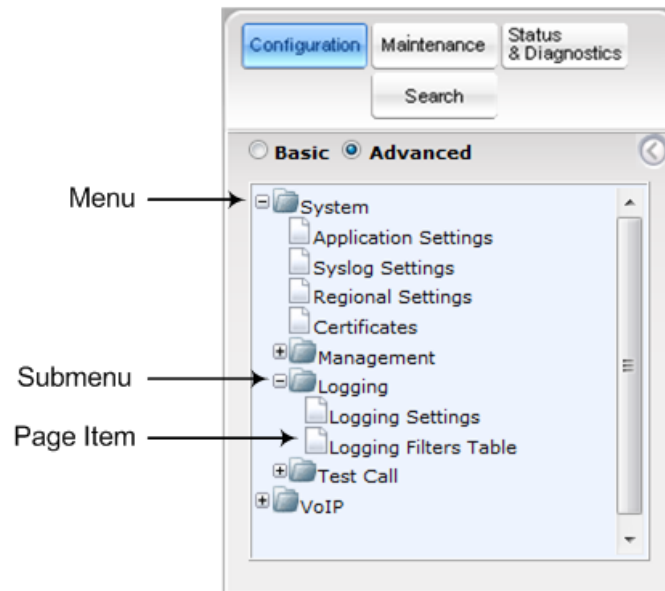 Configuration
Maintenance
Status
& Diagnostics
Search
Basic
Advanced
Menu
System
Application Settings
Syslog Settings
Regional Settings
Certificates
Management
Submenu
Logging
Logging Settings
Page Item
Logging Filters Table
Test Call
VoIP